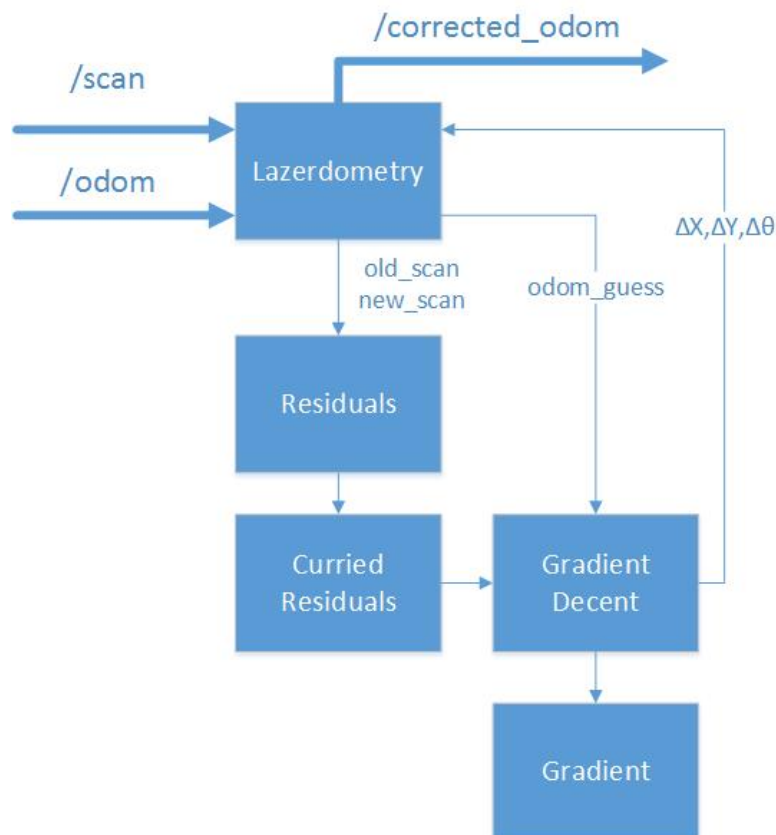 /corrected_odom
/scan
Lazerdometry
/odom
ΔX,ΔY,Δθ
old_scan
new_scan
odom_guess
Residuals
Curried
Residuals
Gradient
Decent
Gradient